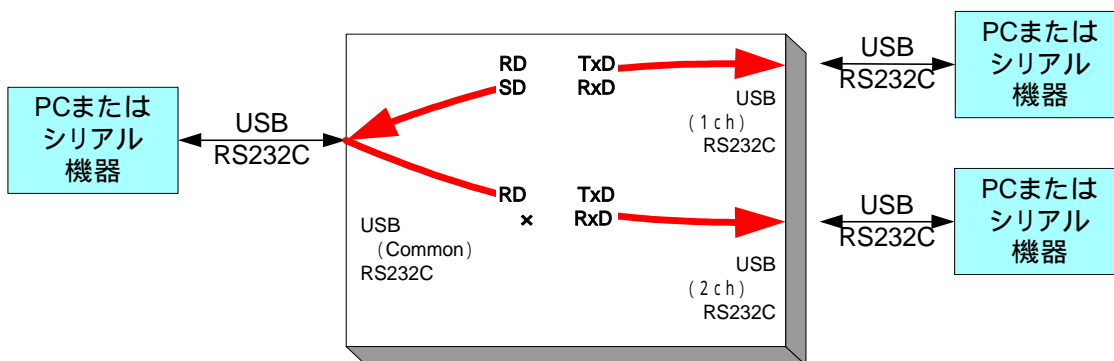 PCまたは
シリアル
機器
USB
RS232C
RD TxD
SD RxD
USB
(1ch)
RS232C
RD TxD
× RxD
USB
(Common)
RS232C
USB
(2ch)
RS232C
USB
RS232C
PCまたは
シリアル
機器
USB
RS232C
PCまたは
シリアル
機器